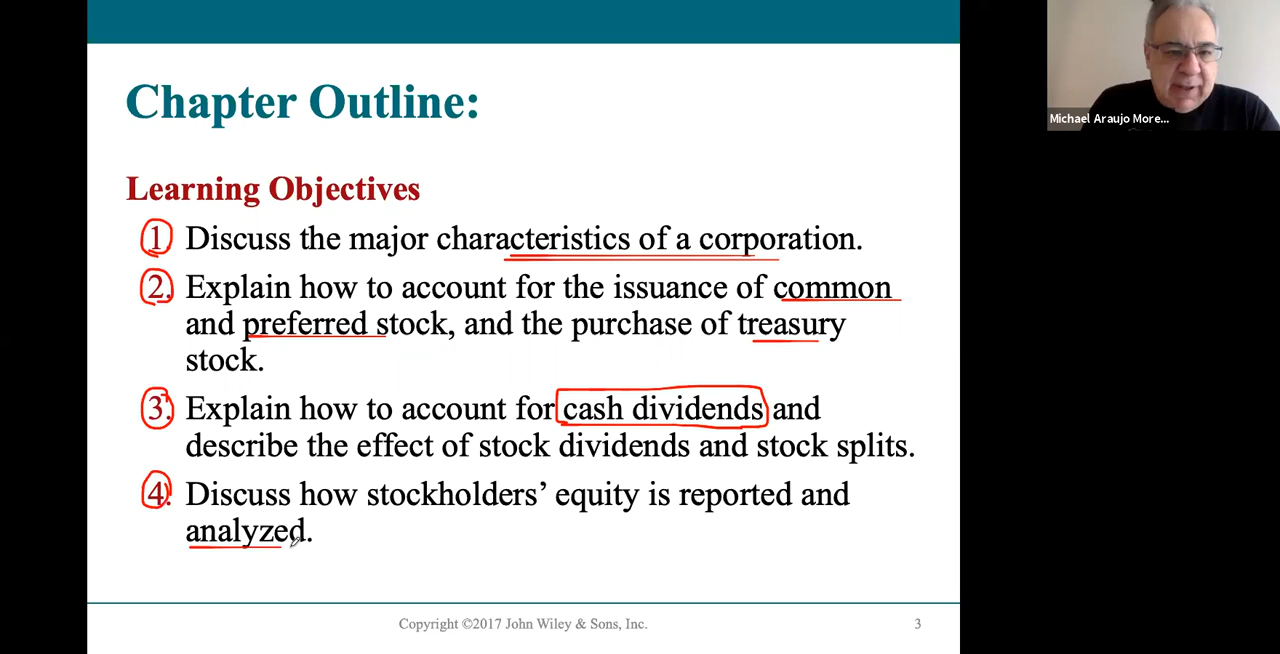 Chapter Outline:
Michael Araujo More...
Learning Objectives
1 Discuss the major characteristics of a corporation.
2. Explain how to account for the issuance of common
and preferred stock, and the purchase of treasury
stock.
3. Explain how to account for cash dividends and
describe the effect of stock dividends and stock splits.
4. Discuss how stockholders’ equity is reported and
analyzed.
Copyright ©2017 John Wiley & Sons, Inc.
3